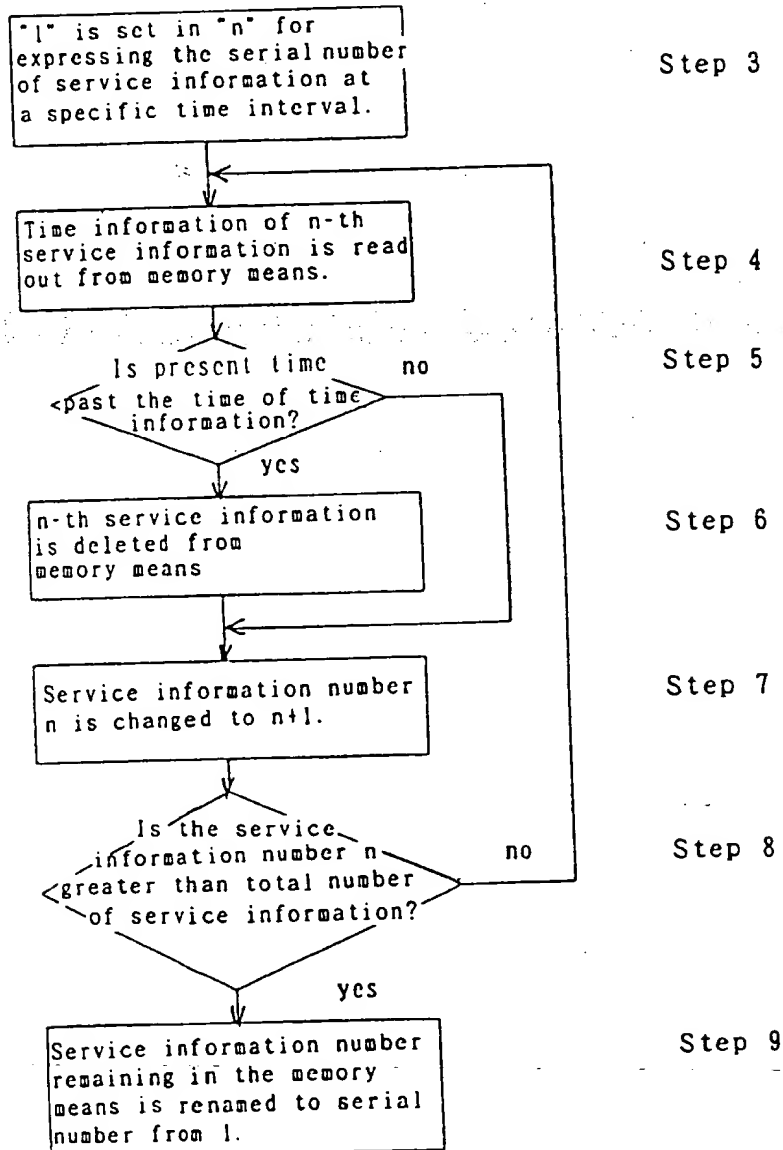 "1" is set in "n" for
expressing the serial number
of service information at
a specific time interval.
Step 3
Time information of n-th
service information is read
out from memory means.
Step 4
Is present time
past the time of time
information?
no
yes
Step 5
n-th service information
is deleted from
memory means
Step 6
Service information number
n is changed to n+1.
Step 7
Is the service
information number n
greater than total number
of service information?
no
yes
Step 8
Service information number
remaining in the memory
means is renamed to serial
number from 1.
Step 9